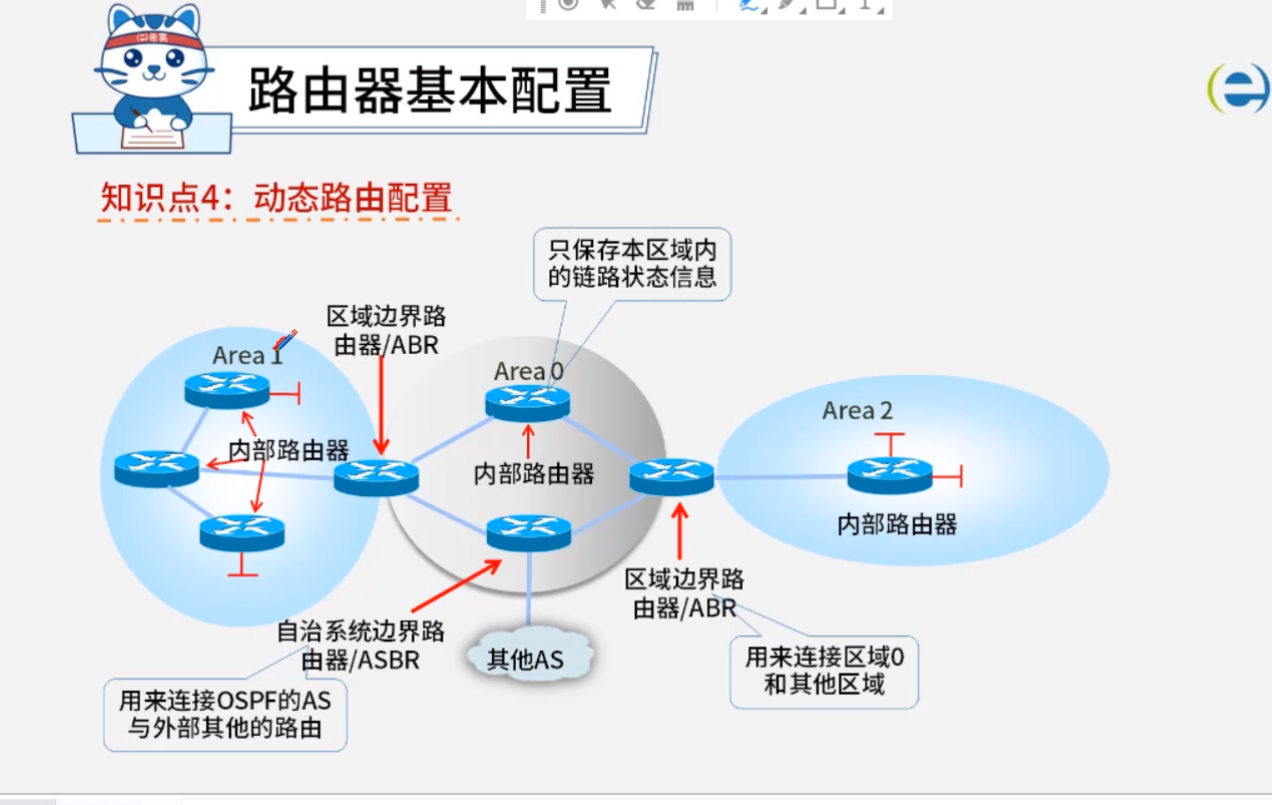 路由器基本配置
知识点4：动态路由配置
只保存本区域内
的链路状态信息
区域边界路
由器/ABR
Area 1
Area 0
Area 2
内部路由器
内部路由器
内部路由器
区域边界路
由器/ABR
自治系统边界路
由器/ASBR
其他AS
用来连接区域0
和其他区域
用来连接OSPF的AS
与外部其他的路由